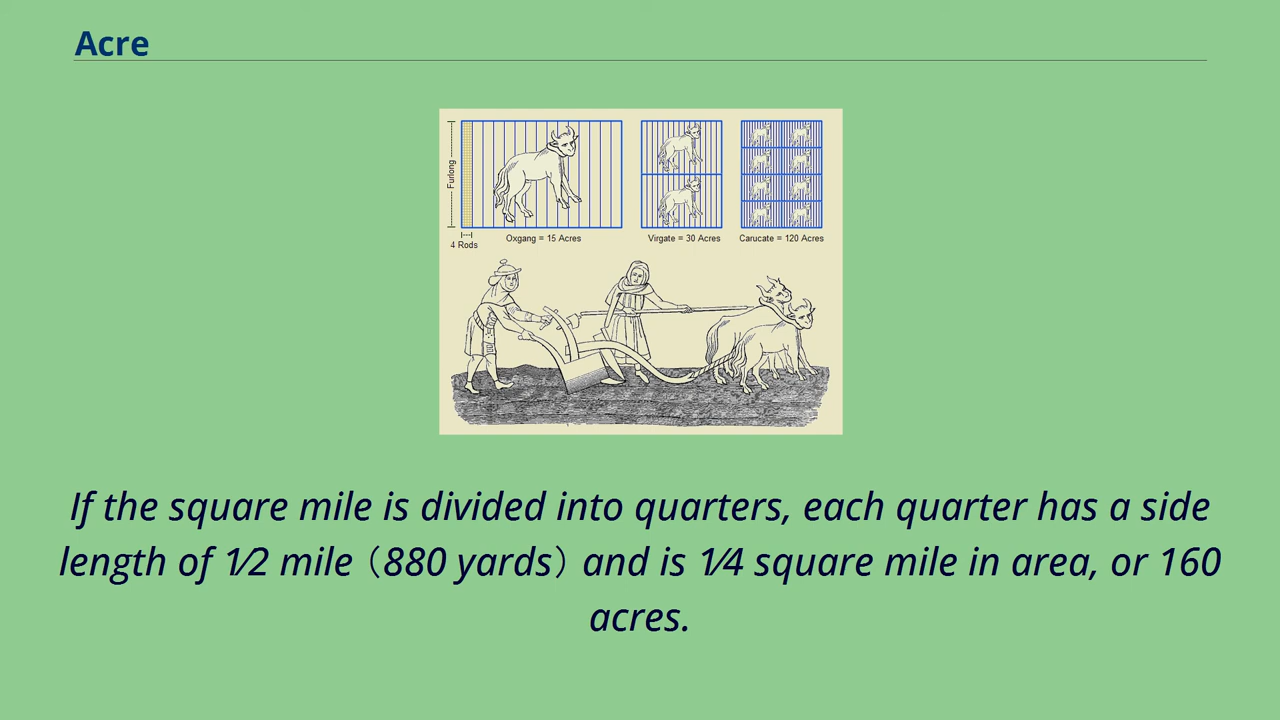 Acre
Furlong
4 Rods
Oxgang = 15 Acres
Virgate = 30 Acres
Carucate = 120 Acres
If the square mile is divided into quarters, each quarter has a side
length of 1⁄2 mile (880 yards) and is 1⁄4 square mile in area, or 160
acres.